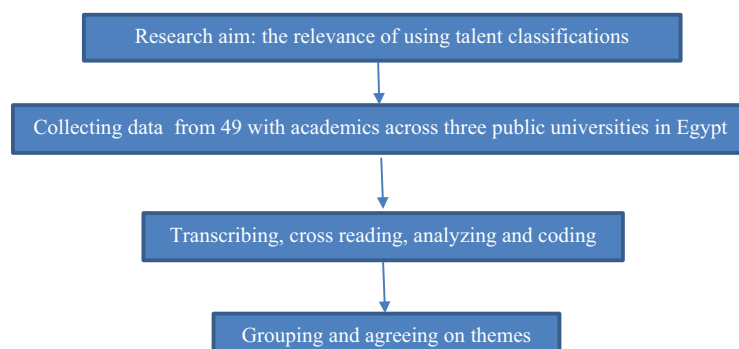 Research aim: the relevance of using talent classifications
Collecting data from 49 with academics across three public universities in Egypt
Transcribing, cross reading, analyzing and coding
Grouping and agreeing on themes